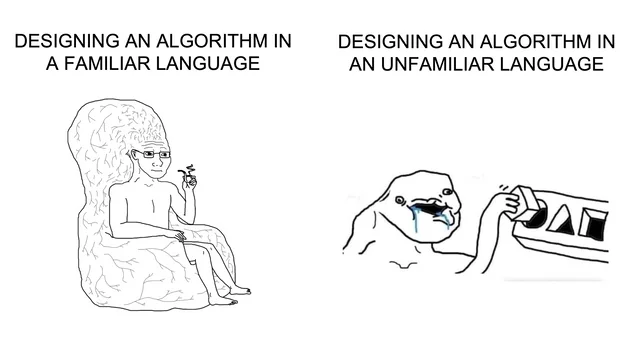 DESIGNING AN ALGORITHM IN
A FAMILIAR LANGUAGE
DESIGNING AN ALGORITHM IN
AN UNFAMILIAR LANGUAGE